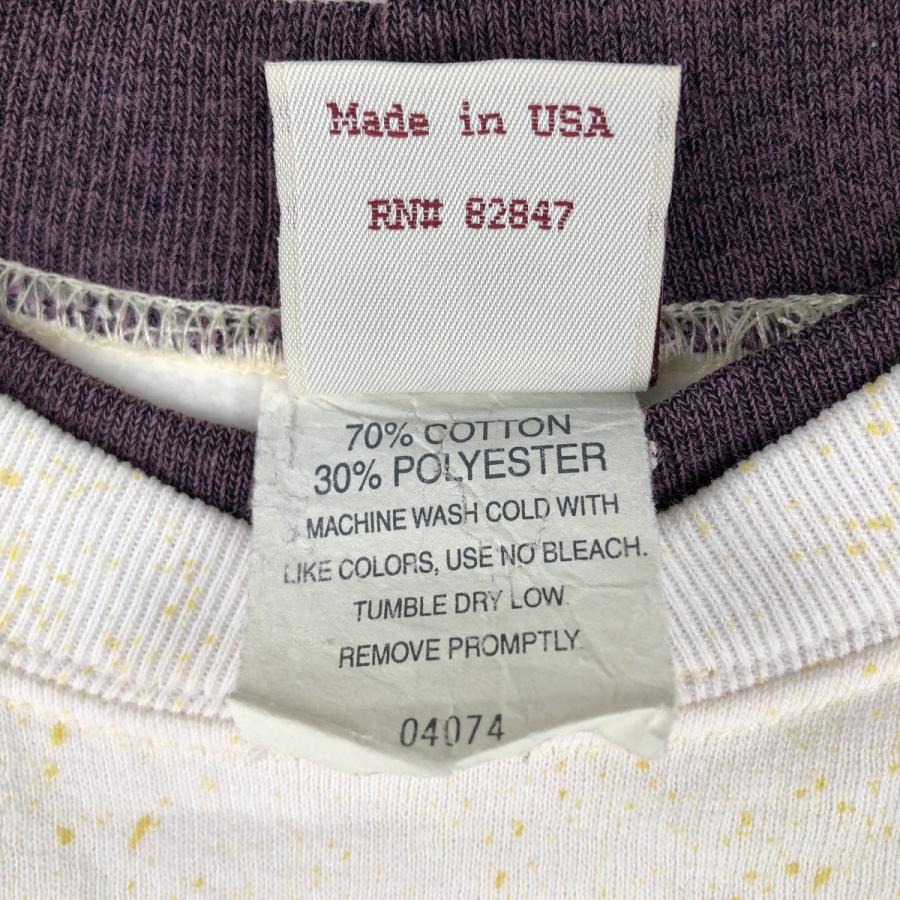 Made in USA
RN# 82847
70% COTTON
30% POLYESTER
MACHINE WASH COLD WITH
LIKE COLORS, USE NO BLEACH.
TUMBLE DRY LOW
REMOVE PROMPTLY.
04074